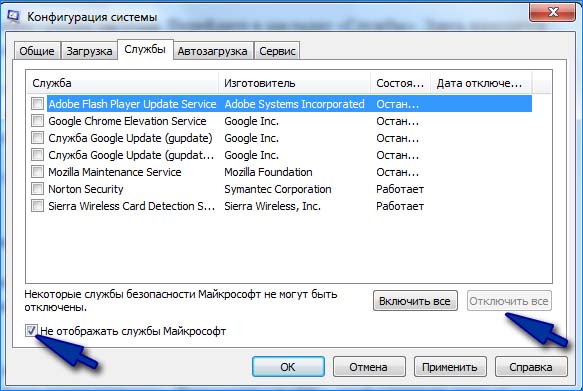 Конфигурация системы
Общие Загрузка Службы Автозагрузка Сервис
Служба Изготовитель Состоя... Дата отключе...
Adobe Flash Player Update Service Adobe Systems Incorporated Остан...
Google Chrome Elevation Service Google Inc. Остан...
Служба Google Update (gupdate) Google Inc. Остан...
Служба Google Update (gupdat... Google Inc. Остан...
Mozilla Maintenance Service Mozilla Foundation Остан...
Norton Security Symantec Corporation Работает
Sierra Wireless Card Detection S... Sierra Wireless, Inc. Работает
Некоторые службы безопасности Майкрософт не могут быть
отключены.
Включить все Отключить все
Не отображать службы Майкрософт
ОК Отмена Применить Справка